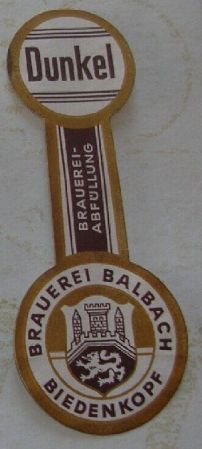 Dunkel
BRAUEREI-
ABFÜLLUNG
BRAUEREI BALBACH
BIEDENKOPF